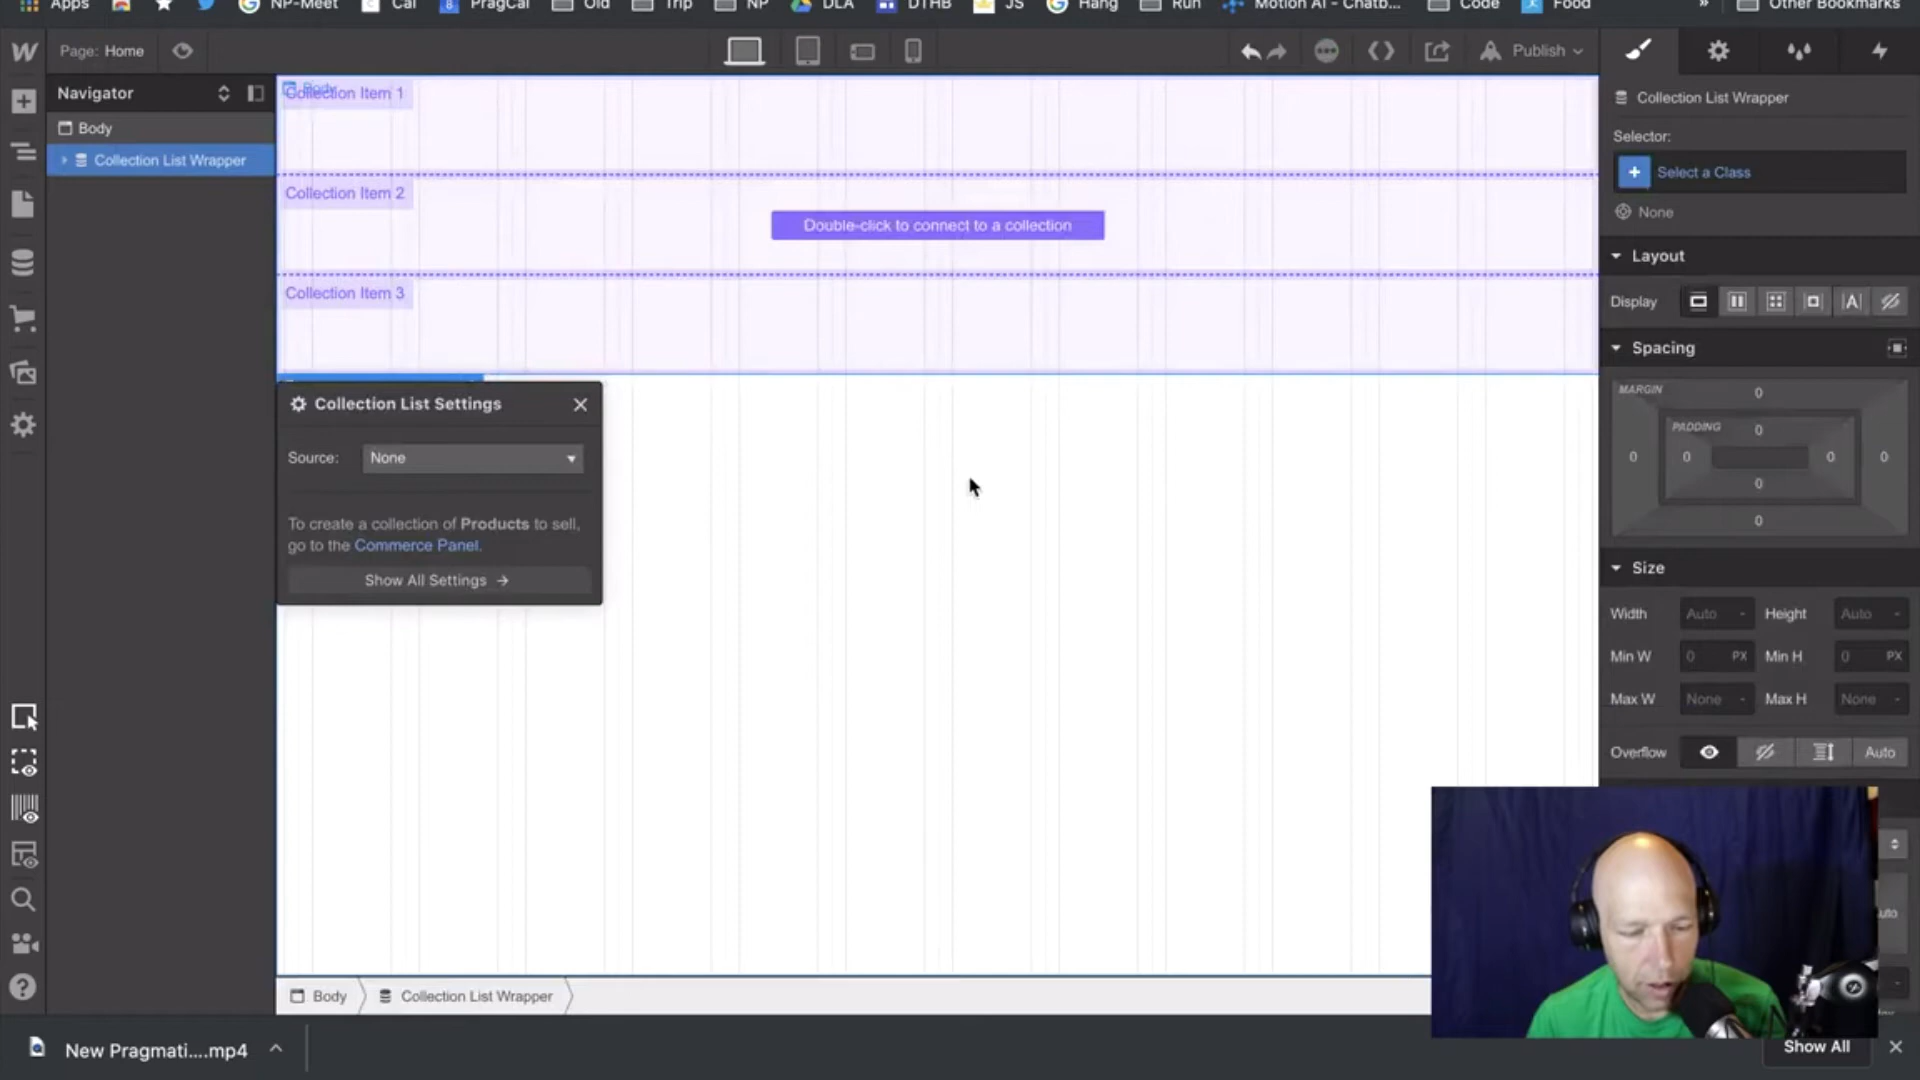 Apps
NP-Meet
Cal
PragCal
Old
Trip
NP
DLA
DTHB
JS
Hang
Run
Motion AI - Chatb...
Code
Food
»
Other Bookmarks
Page: Home
Publish
Navigator
Body
Collection List Wrapper
Body
Collection Item 1
Collection Item 2
Double-click to connect to a collection
Collection Item 3
Collection List Settings
Source: None
To create a collection of Products to sell,
go to the Commerce Panel.
Show All Settings →
Body
Collection List Wrapper
Collection List Wrapper
Selector:
+ Select a Class
None
Layout
Display
Spacing
MARGIN
0
PADDING
0
0 0 0 0
0
0
Size
Width Auto - Height Auto -
Min W 0 PX Min H 0 PX
Max W None - Max H None -
Overflow Auto
New Pragmati....mp4
Show All